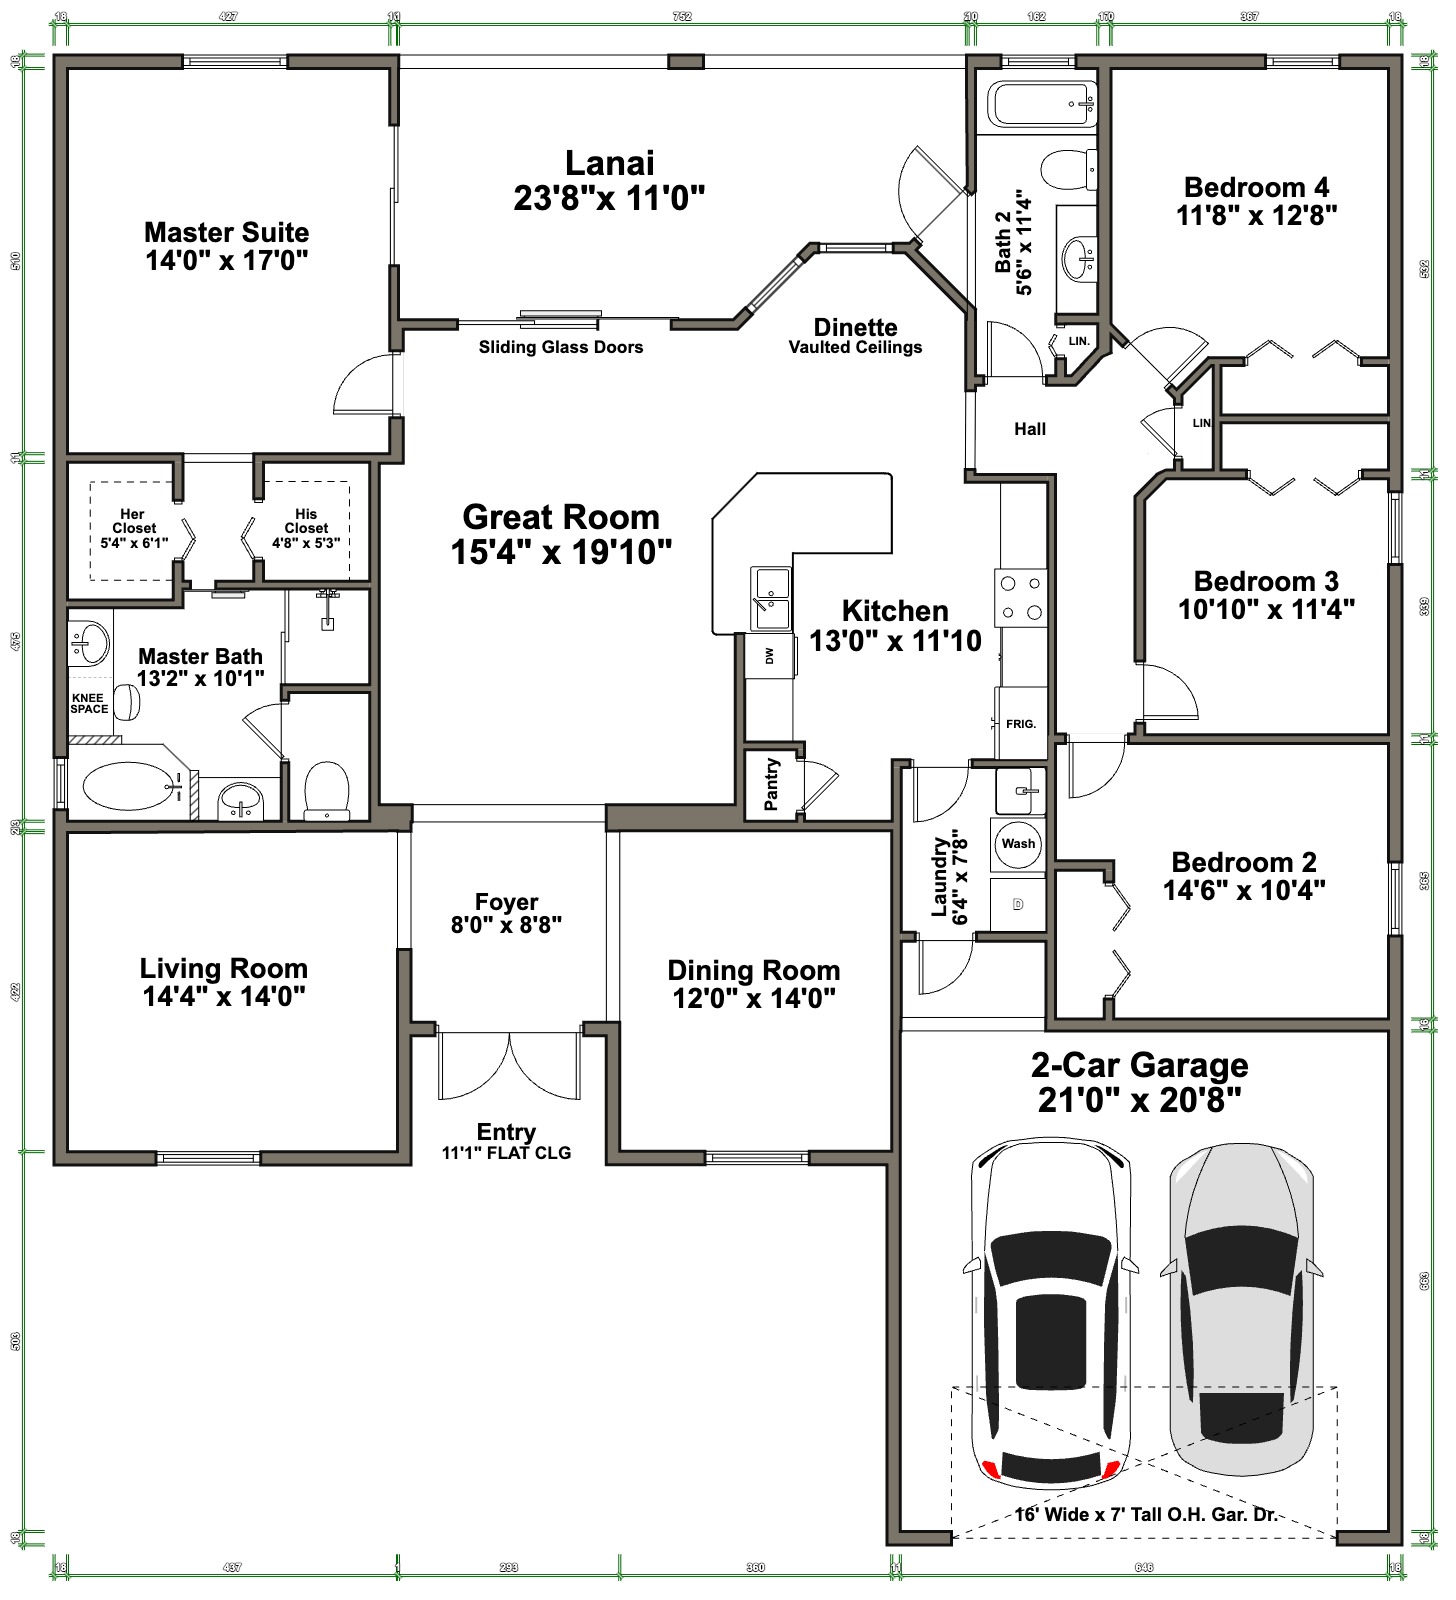 18
427
11
752
10
162
10
367
18
18
18
Lanai
23'8"x 11'0"
Master Suite
14'0" x 17'0"
Bath 2
5'6" x 11'4"
Bedroom 4
11'8" x 12'8"
510
532
Dinette
Vaulted Ceilings
Sliding Glass Doors
LIN.
LIN.
Hall
11
11
Her
Closet
5'4" x 6'1"
His
Closet
4'8" x 5'3"
Great Room
15'4" x 19'10"
Kitchen
13'0" x 11'10
Bedroom 3
10'10" x 11'4"
339
475
Master Bath
13'2" x 10'1"
KNEE
SPACE
DW
FRIG.
11
Pantry
23
Laundry
6'4" x 7'8"
Wash
D
Bedroom 2
14'6" x 10'4"
365
Foyer
8'0" x 8'8"
Living Room
14'4" x 14'0"
Dining Room
12'0" x 14'0"
422
16
2-Car Garage
21'0" x 20'8"
Entry
11'1" FLAT CLG
663
503
16' Wide x 7' Tall O.H. Gar. Dr.
18
18
18
437
1
293
360
11
646
18